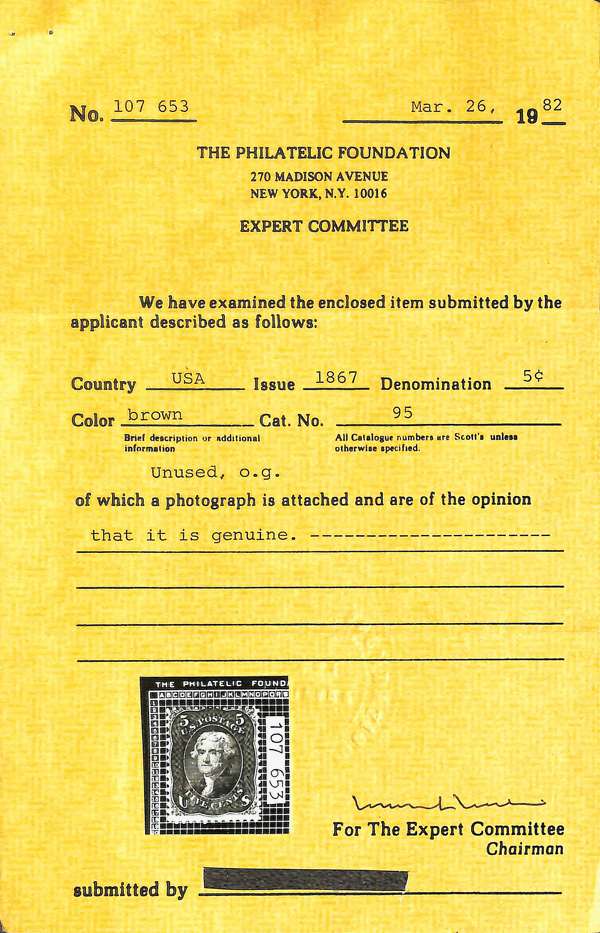 No. 107 653 Mar. 26, 1982
THE PHILATELIC FOUNDATION
270 MADISON AVENUE
NEW YORK, N.Y. 10016
EXPERT COMMITTEE
We have examined the enclosed item submitted by the
applicant described as follows:
Country USA Issue 1867 Denomination 5¢
Color brown Cat. No. 95
Brief description or additional information
All Catalogue numbers are Scott's unless otherwise specified.
Unused, o.g.
of which a photograph is attached and are of the opinion
that it is genuine. ----------------------
THE PHILATELIC FOUNDA
ABCDEFGHIJKLMNOPQRS
5 5
U.S. POSTAGE
FIVE CENTS
U S
107 653
For The Expert Committee
Chairman
submitted by